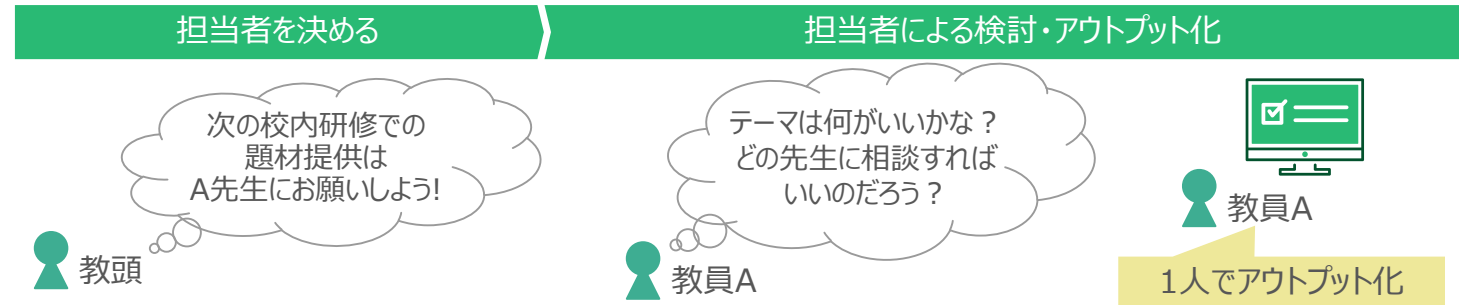 担当者を決める
担当者による検討・アウトプット化
次の校内研修での
題材提供は
A先生にお願いしよう!
教頭
テーマは何がいいかな？
どの先生に相談すれば
いいのだろう？
教員A
教員A
1人でアウトプット化